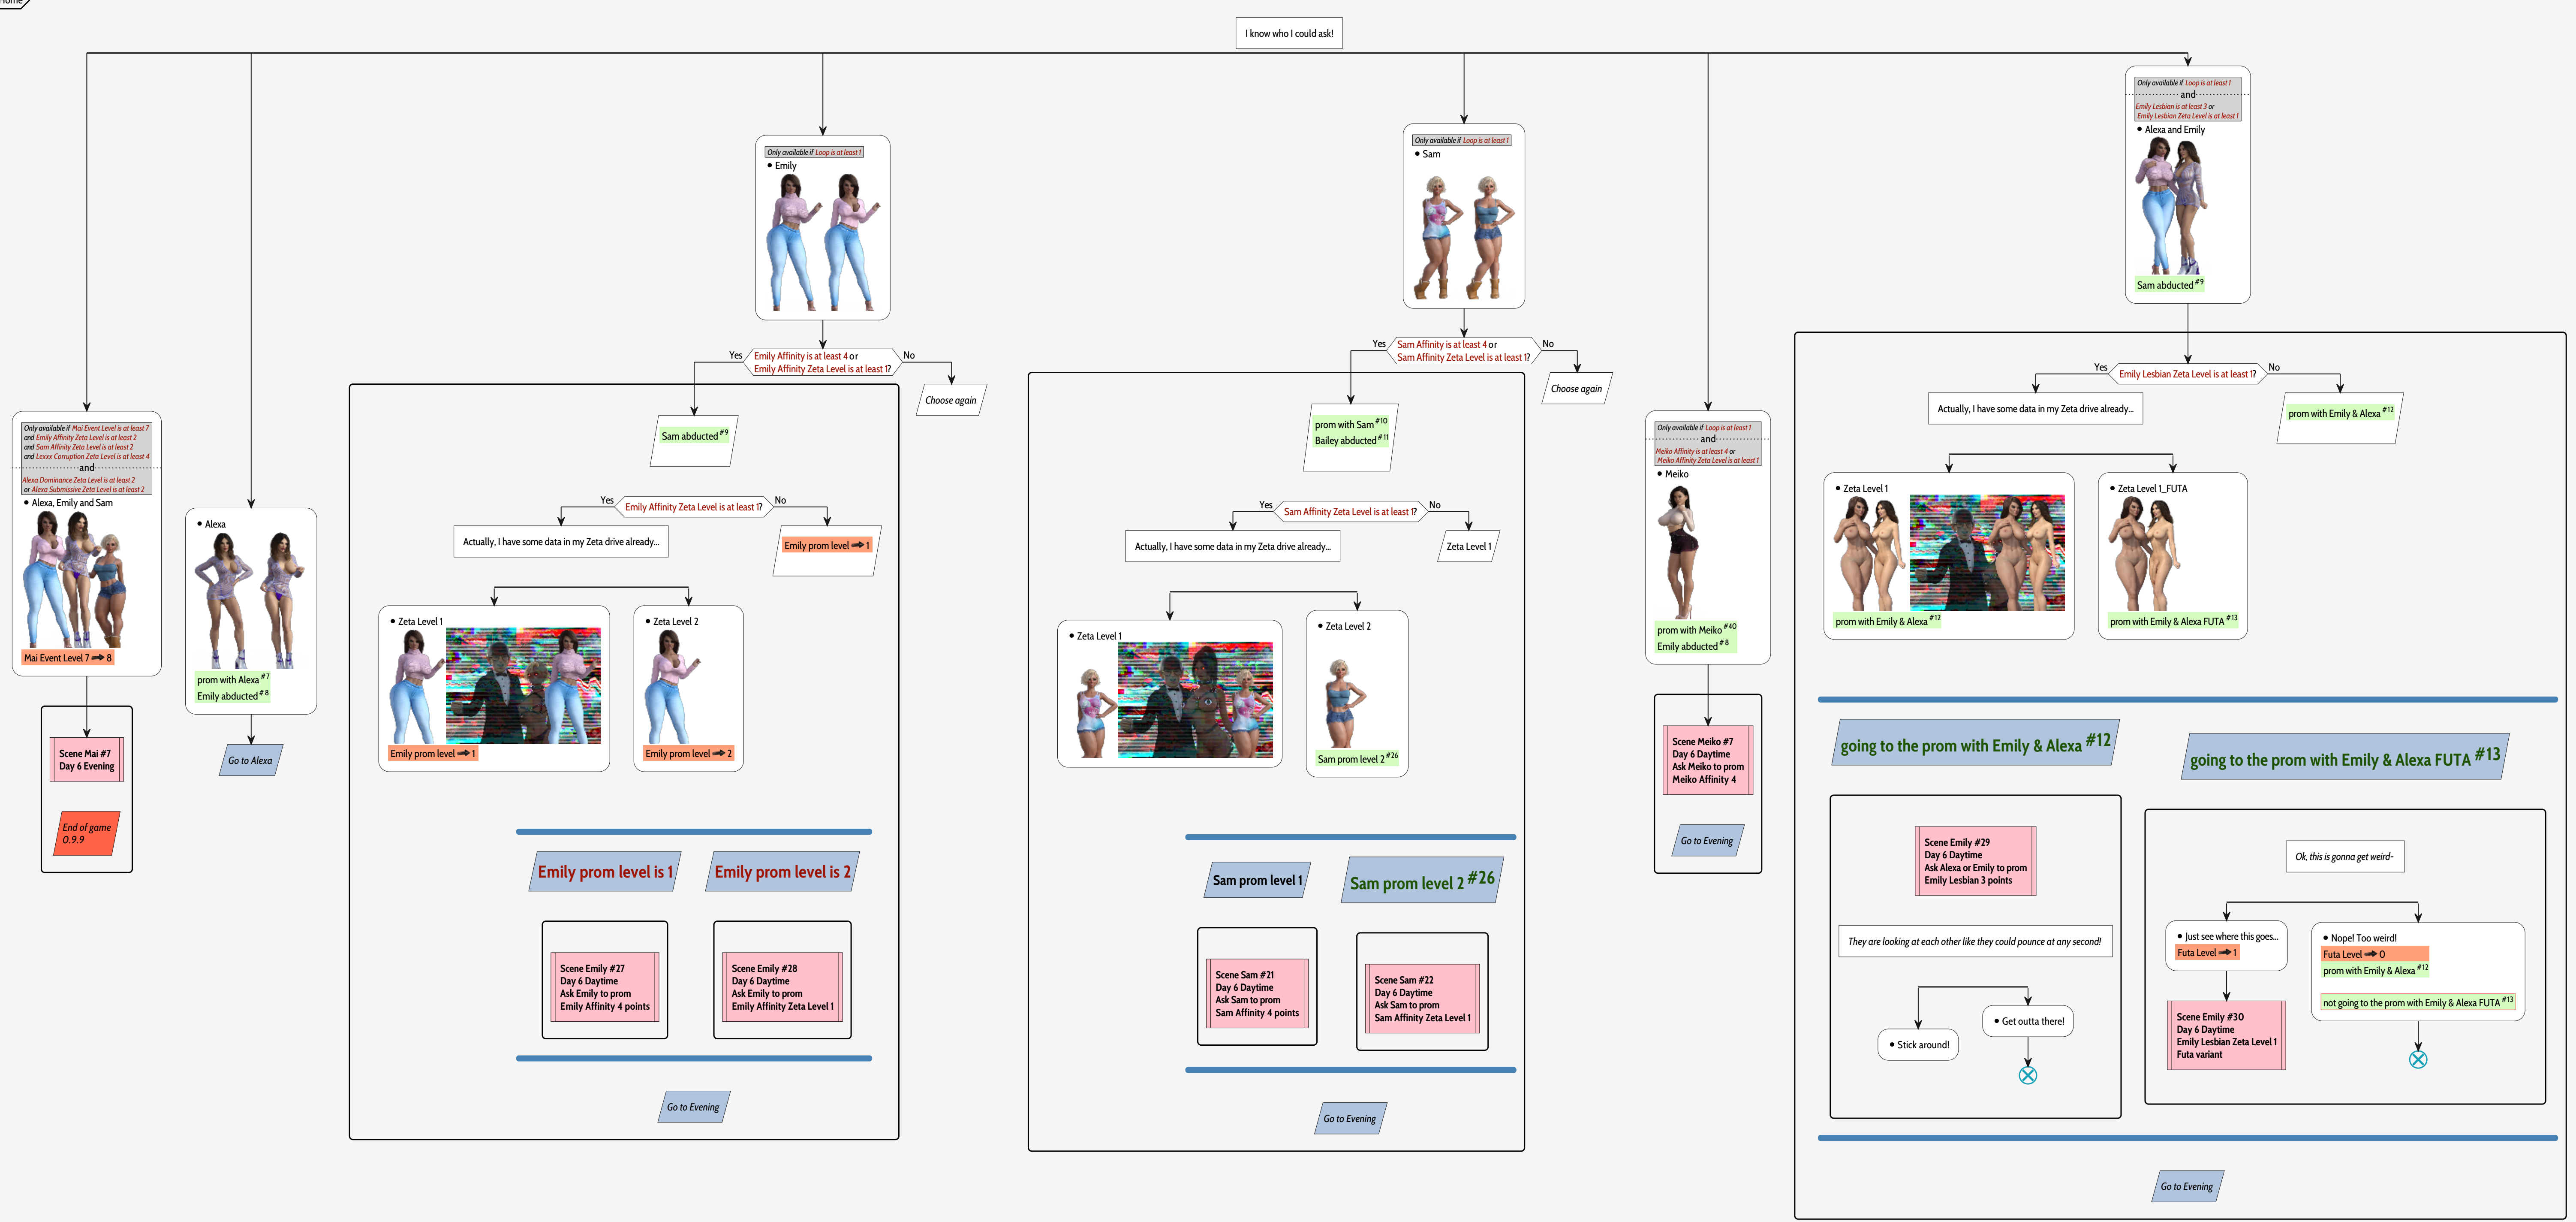 Home
I know who I could ask!
Only available if Mai Event Level is at least 7
and Emily Affinity Zeta Level is at least 2
and Sam Affinity Zeta Level is at least 2
and Lexxx Corruption Zeta Level is at least 4
and
Alexa Dominance Zeta Level is at least 2
or Alexa Submissive Zeta Level is at least 2
Alexa, Emily and Sam
Mai Event Level 7 ➡ 8
Scene Mai #7
Day 6 Evening
End of game
0.9.9
Alexa
prom with Alexa #7
Emily abducted #8
Go to Alexa
Only available if Loop is at least 1
Emily
Emily Affinity is at least 4 or
Emily Affinity Zeta Level is at least 1?
Yes
No
Choose again
Sam abducted #9
Emily Affinity Zeta Level is at least 1?
Yes
No
Actually, I have some data in my Zeta drive already...
Emily prom level ➡ 1
Zeta Level 1
Emily prom level ➡ 1
Zeta Level 2
Emily prom level ➡ 2
Emily prom level is 1
Emily prom level is 2
Scene Emily #27
Day 6 Daytime
Ask Emily to prom
Emily Affinity 4 points
Scene Emily #28
Day 6 Daytime
Ask Emily to prom
Emily Affinity Zeta Level 1
Go to Evening
Only available if Loop is at least 1
Sam
Sam Affinity is at least 4 or
Sam Affinity Zeta Level is at least 1?
Yes
No
Choose again
prom with Sam #10
Bailey abducted #11
Sam Affinity Zeta Level is at least 1?
Yes
No
Actually, I have some data in my Zeta drive already...
Zeta Level 1
Zeta Level 1
Zeta Level 2
Sam prom level 2 #26
Sam prom level 1
Sam prom level 2 #26
Scene Sam #21
Day 6 Daytime
Ask Sam to prom
Sam Affinity 4 points
Scene Sam #22
Day 6 Daytime
Ask Sam to prom
Sam Affinity Zeta Level 1
Go to Evening
Only available if Loop is at least 1
and
Meiko Affinity is at least 4 or
Meiko Affinity Zeta Level is at least 1
Meiko
prom with Meiko #40
Emily abducted #8
Scene Meiko #7
Day 6 Daytime
Ask Meiko to prom
Meiko Affinity 4
Go to Evening
Only available if Loop is at least 1
and
Emily Lesbian is at least 3 or
Emily Lesbian Zeta Level is at least 1
Alexa and Emily
Sam abducted #9
Emily Lesbian Zeta Level is at least 1?
Yes
No
Actually, I have some data in my Zeta drive already...
prom with Emily & Alexa #12
Zeta Level 1
prom with Emily & Alexa #12
Zeta Level 1_FUTA
prom with Emily & Alexa FUTA #13
going to the prom with Emily & Alexa #12
going to the prom with Emily & Alexa FUTA #13
Scene Emily #29
Day 6 Daytime
Ask Alexa or Emily to prom
Emily Lesbian 3 points
They are looking at each other like they could pounce at any second!
Stick around!
Get outta there!
Ok, this is gonna get weird-
Just see where this goes...
Futa Level ➡ 1
Nope! Too weird!
Futa Level ➡ 0
prom with Emily & Alexa #12
not going to the prom with Emily & Alexa FUTA #13
Scene Emily #30
Day 6 Daytime
Emily Lesbian Zeta Level 1
Futa variant
Go to Evening